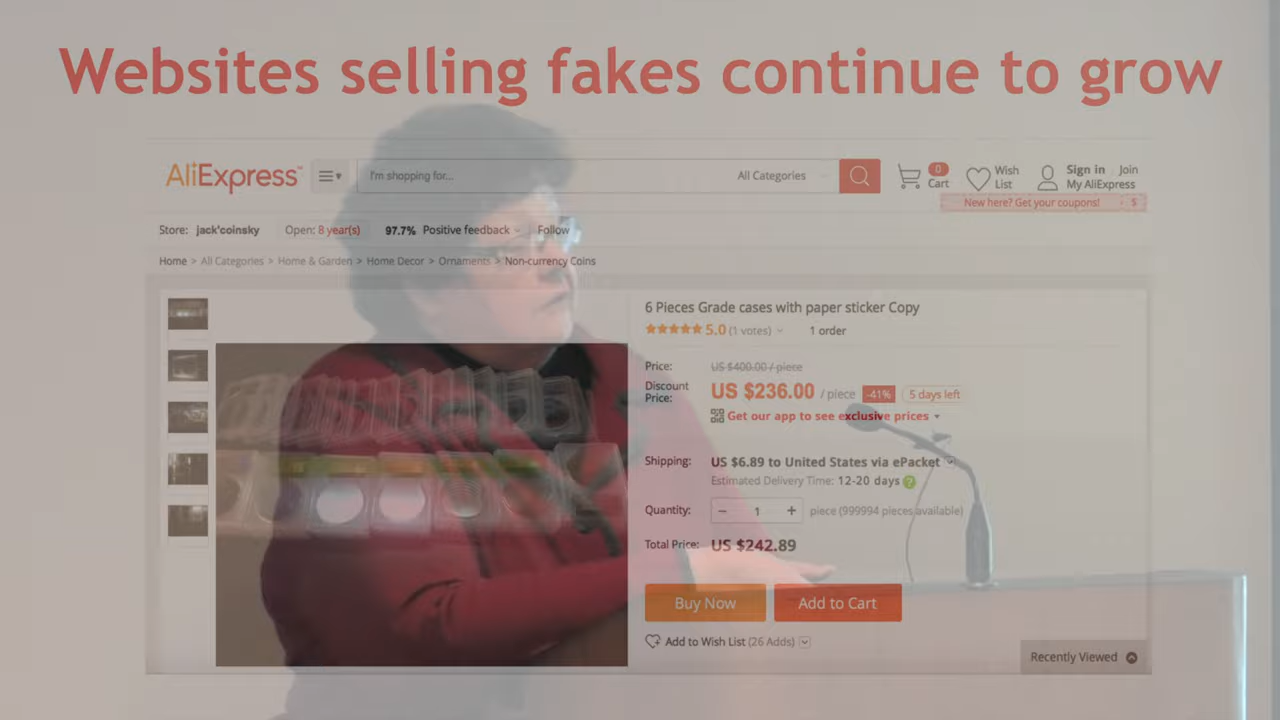 Websites selling fakes continue to grow
AliExpress™
I'm shopping for...
All Categories
0
Cart
Wish
List
Sign in
Join
My AliExpress
New here? Get your coupons!
$
Store: jack'coinsky
Open: 8 year(s)
97.7% Positive feedback
Follow
Home > All Categories > Home & Garden > Home Decor > Ornaments > Non-currency Coins
6 Pieces Grade cases with paper sticker Copy
5.0 (1 votes)
1 order
Price: US $400.00 / piece
Discount
Price:
US $236.00 / piece
-41%
5 days left
Get our app to see exclusive prices
Shipping: US $6.89 to United States via ePacket
Estimated Delivery Time: 12-20 days ?
Quantity: − 1 + piece (999994 pieces available)
Total Price: US $242.89
Buy Now
Add to Cart
Add to Wish List (26 Adds)
Recently Viewed